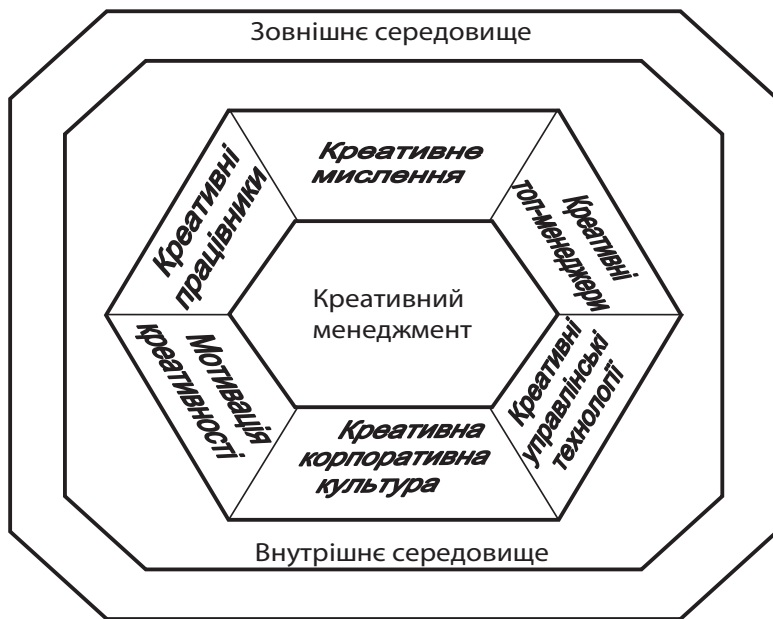 Зовнішнє середовище
Креативне
мислення
Креативні
працівники
Креативні
топ-менеджери
Креативний
менеджмент
Мотивація
креативності
Креативні
управлінські
технології
Креативна
корпоративна
культура
Внутрішнє середовище